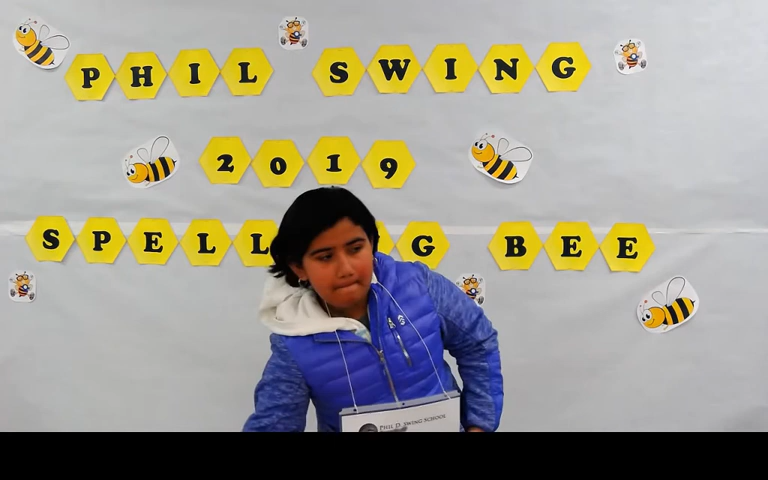 PHIL SWING
2019
SPELL G BEE
PHIL D. SWING SCHOOL